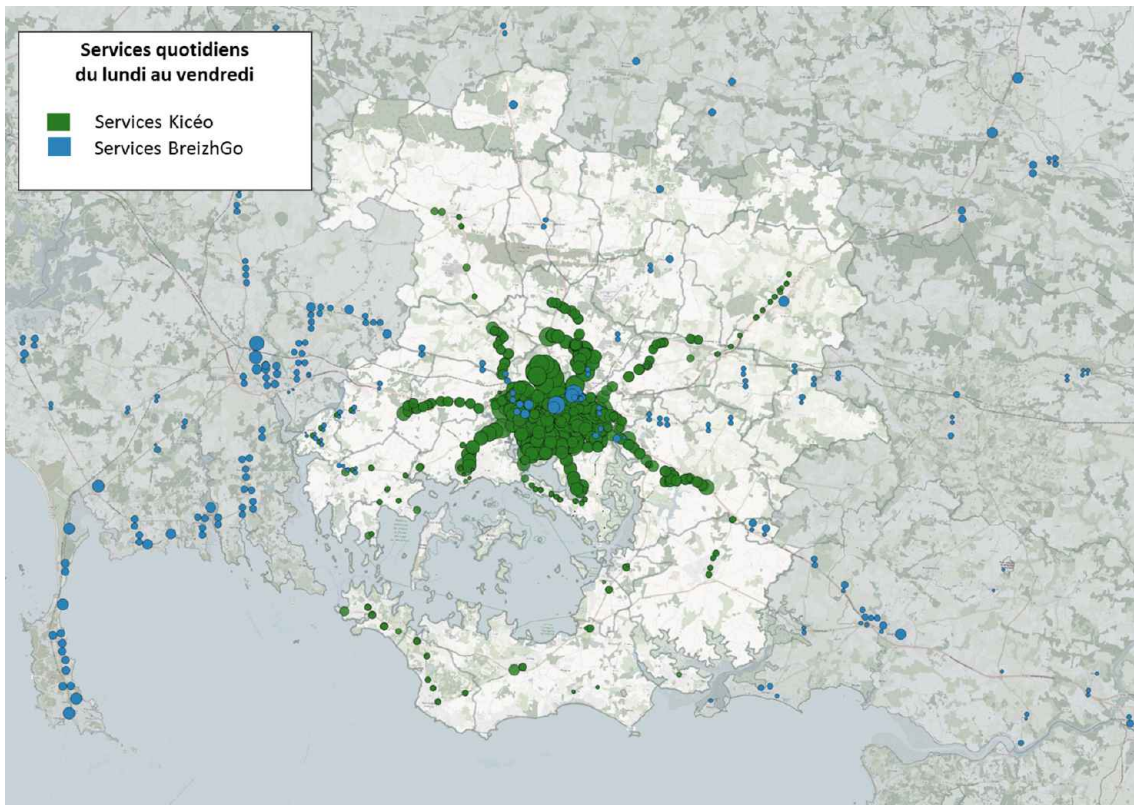 Services quotidiens
du lundi au vendredi
Services Kicéo
Services BreizhGo